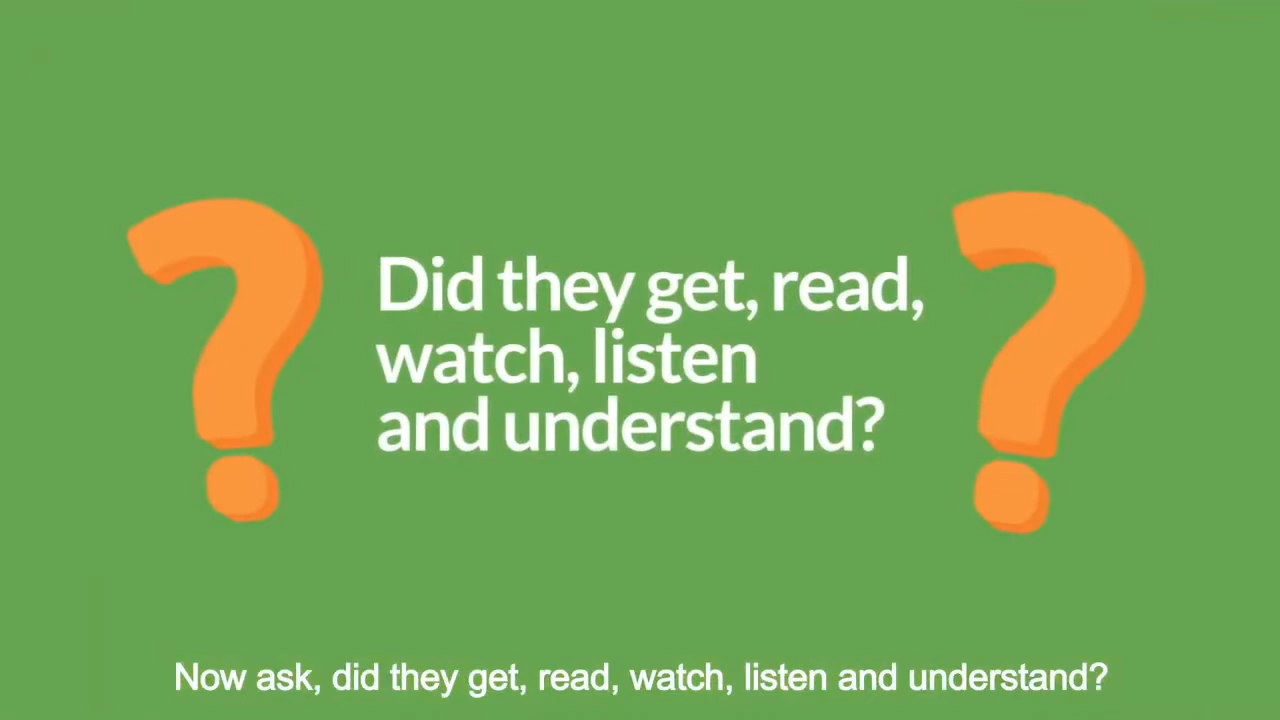 Did they get, read,
watch, listen
and understand?
Now ask, did they get, read, watch, listen and understand?